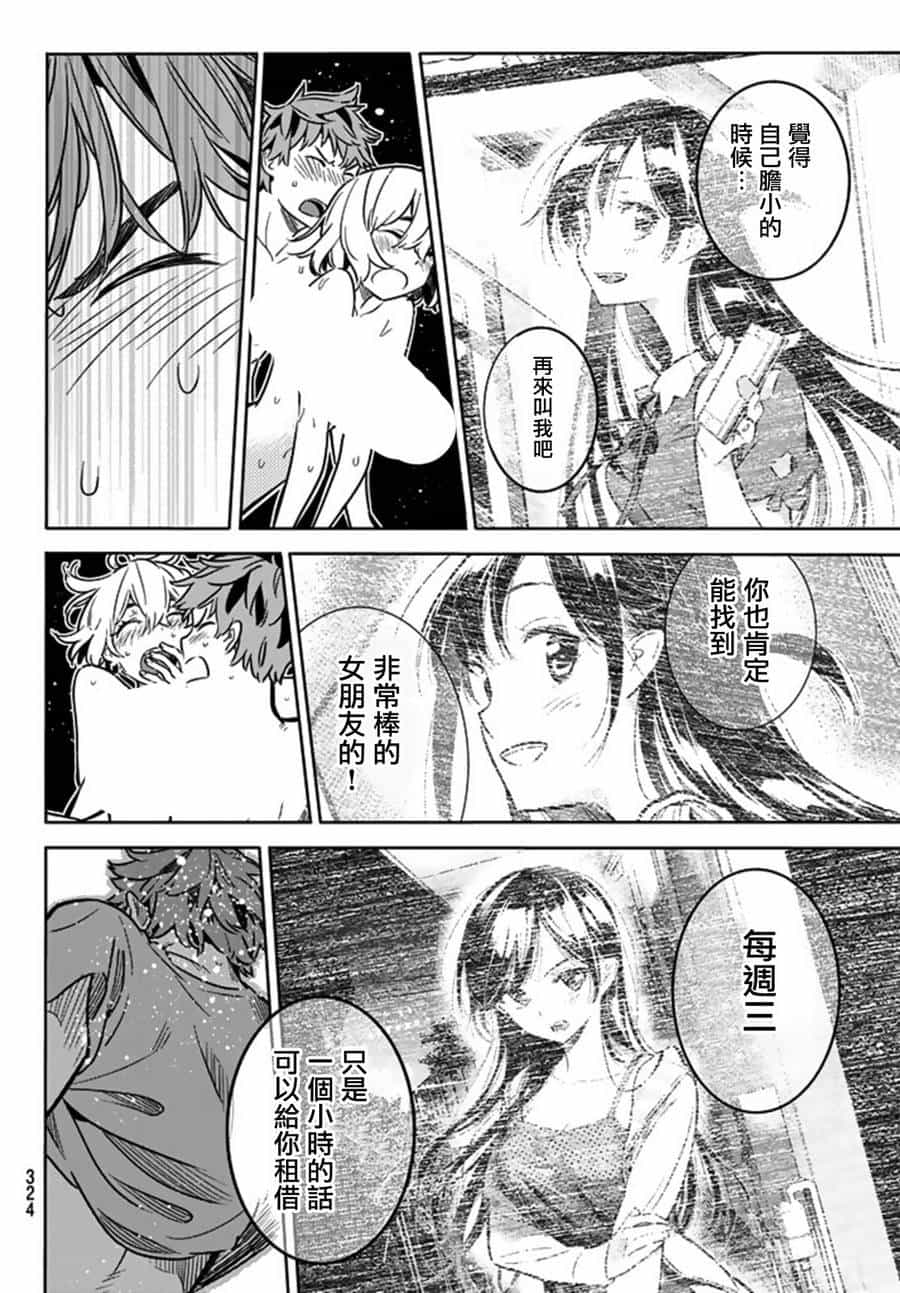 覺得
自己膽小的
時候…
再來叫我吧
你也肯定
能找到
非常棒的
女朋友的！
每週三
只是
一個小時的話
可以給你租借
324